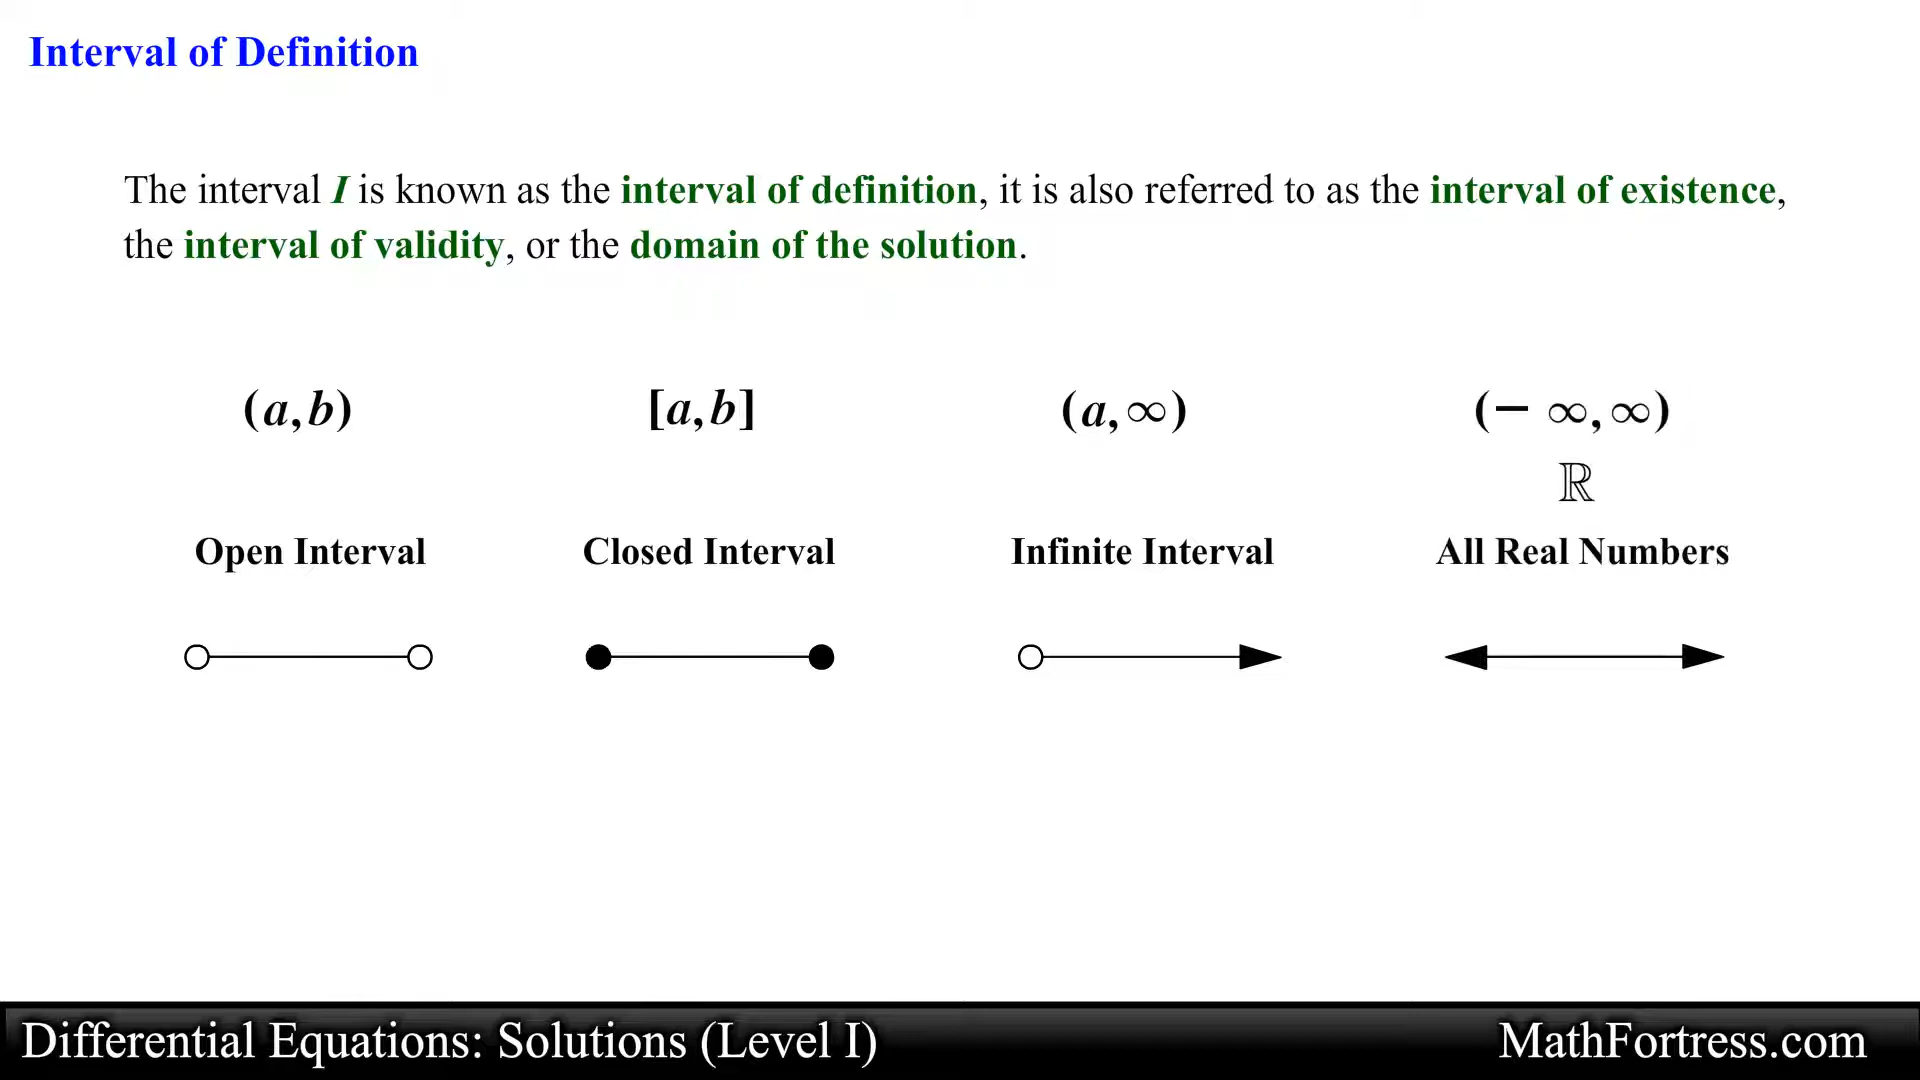 Interval of Definition
The interval I is known as the interval of definition, it is also referred to as the interval of existence,
the interval of validity, or the domain of the solution.
(a,b) [a,b] (a,∞) (− ∞,∞)
ℝ
Open Interval Closed Interval Infinite Interval All Real Numbers
Differential Equations: Solutions (Level I) MathFortress.com